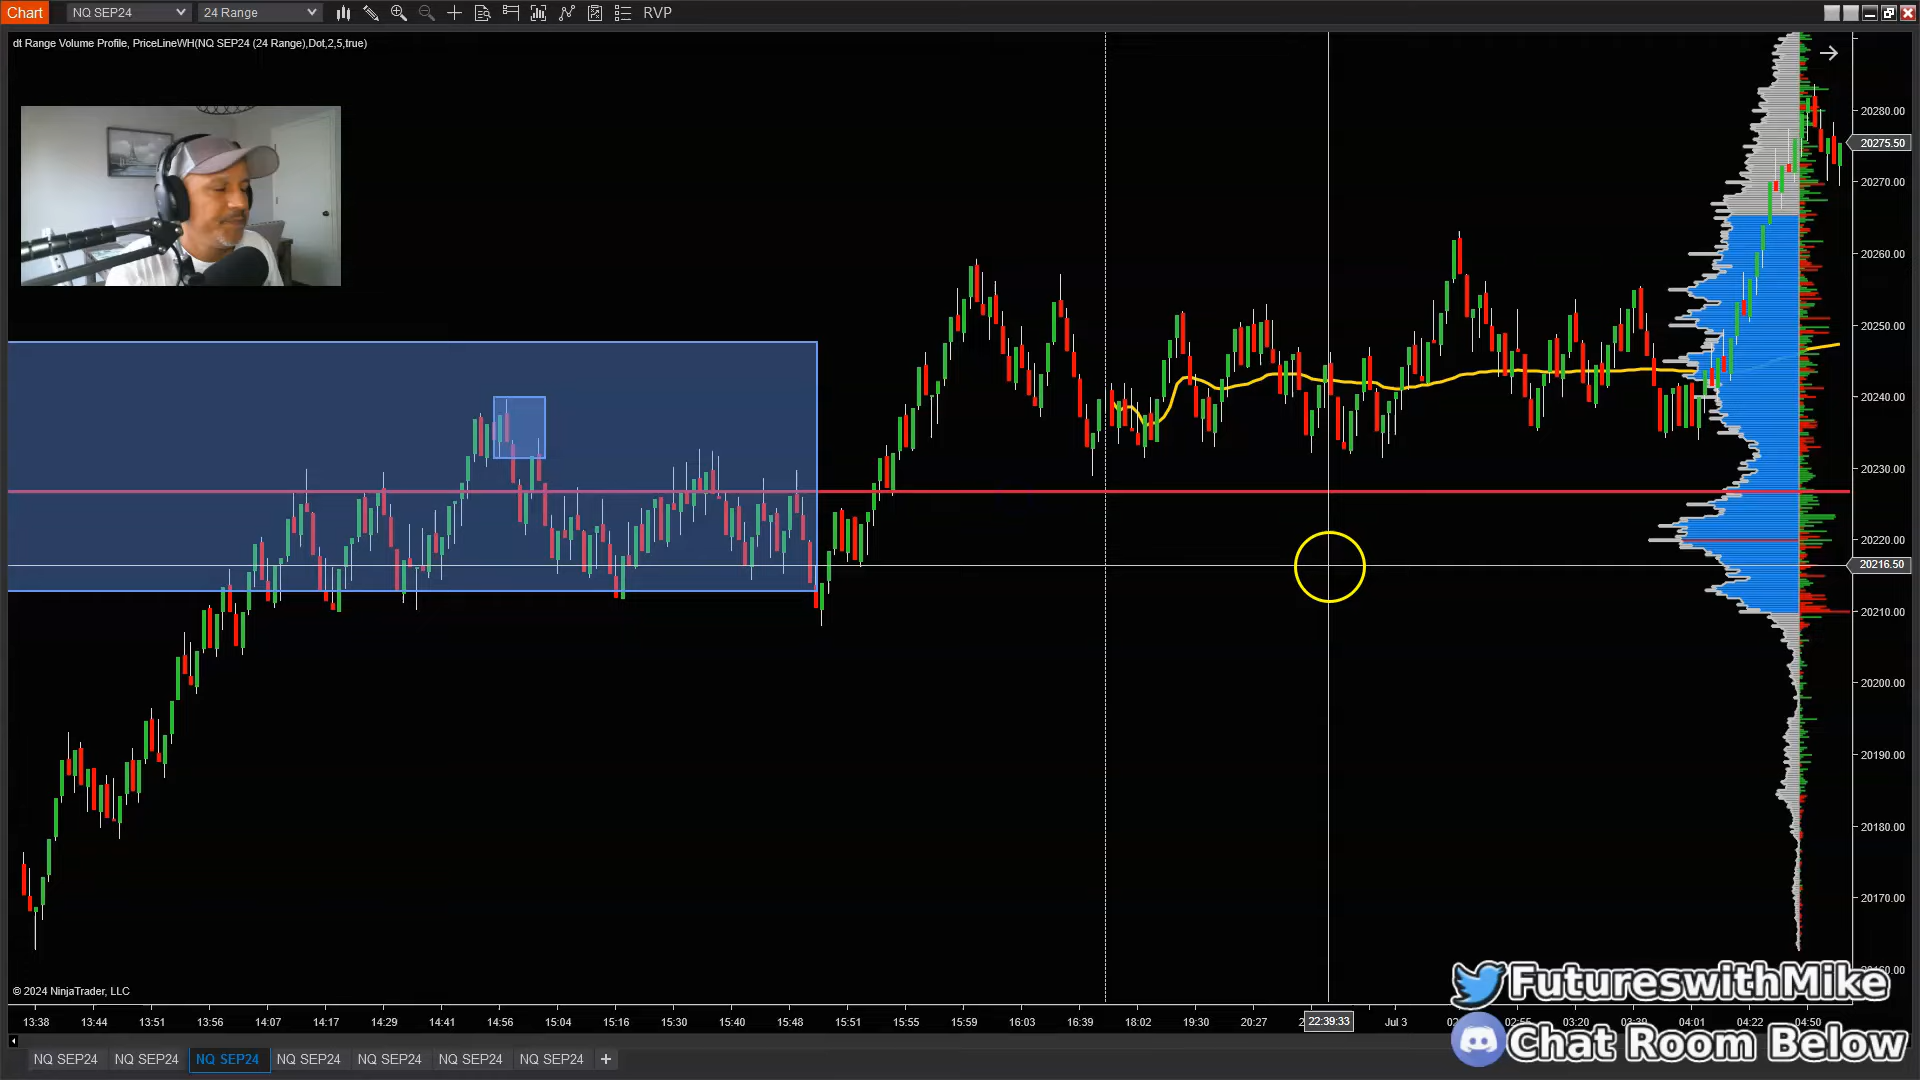 Chart
NQ SEP24
24 Range
RVP
dt Range Volume Profile, PriceLineWH(NQ SEP24 (24 Range),Dot,2,5,true)
20280.00
20275.50
20270.00
20260.00
20250.00
20240.00
20230.00
20220.00
20216.50
20210.00
20200.00
20190.00
20180.00
20170.00
FutureswithMike
© 2024 NinjaTrader, LLC
13:38 13:44 13:51 13:56 14:07 14:17 14:29 14:41 14:56 15:04 15:16 15:30 15:40 15:48 15:51 15:55 15:59 16:03 16:39 18:02 19:30 20:27 22:39:33 Jul 3 03:20 04:01 04:22 04:50
Chat Room Below
NQ SEP24 NQ SEP24 NQ SEP24 NQ SEP24 NQ SEP24 NQ SEP24 NQ SEP24